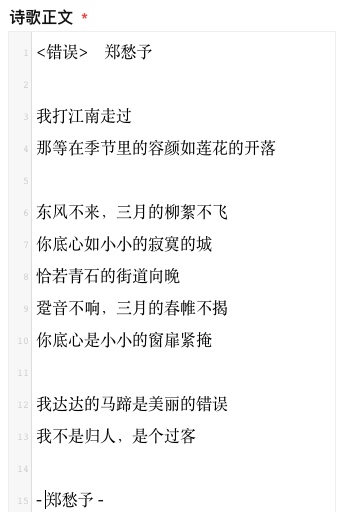 诗歌正文 *
1 <错误> 郑愁予
2
3 我打江南走过
4 那等在季节里的容颜如莲花的开落
5
6 东风不来，三月的柳絮不飞
7 你底心如小小的寂寞的城
8 恰若青石的街道向晚
9 跫音不响，三月的春帷不揭
10 你底心是小小的窗扉紧掩
11
12 我达达的马蹄是美丽的错误
13 我不是归人，是个过客
14
15 -郑愁予 -